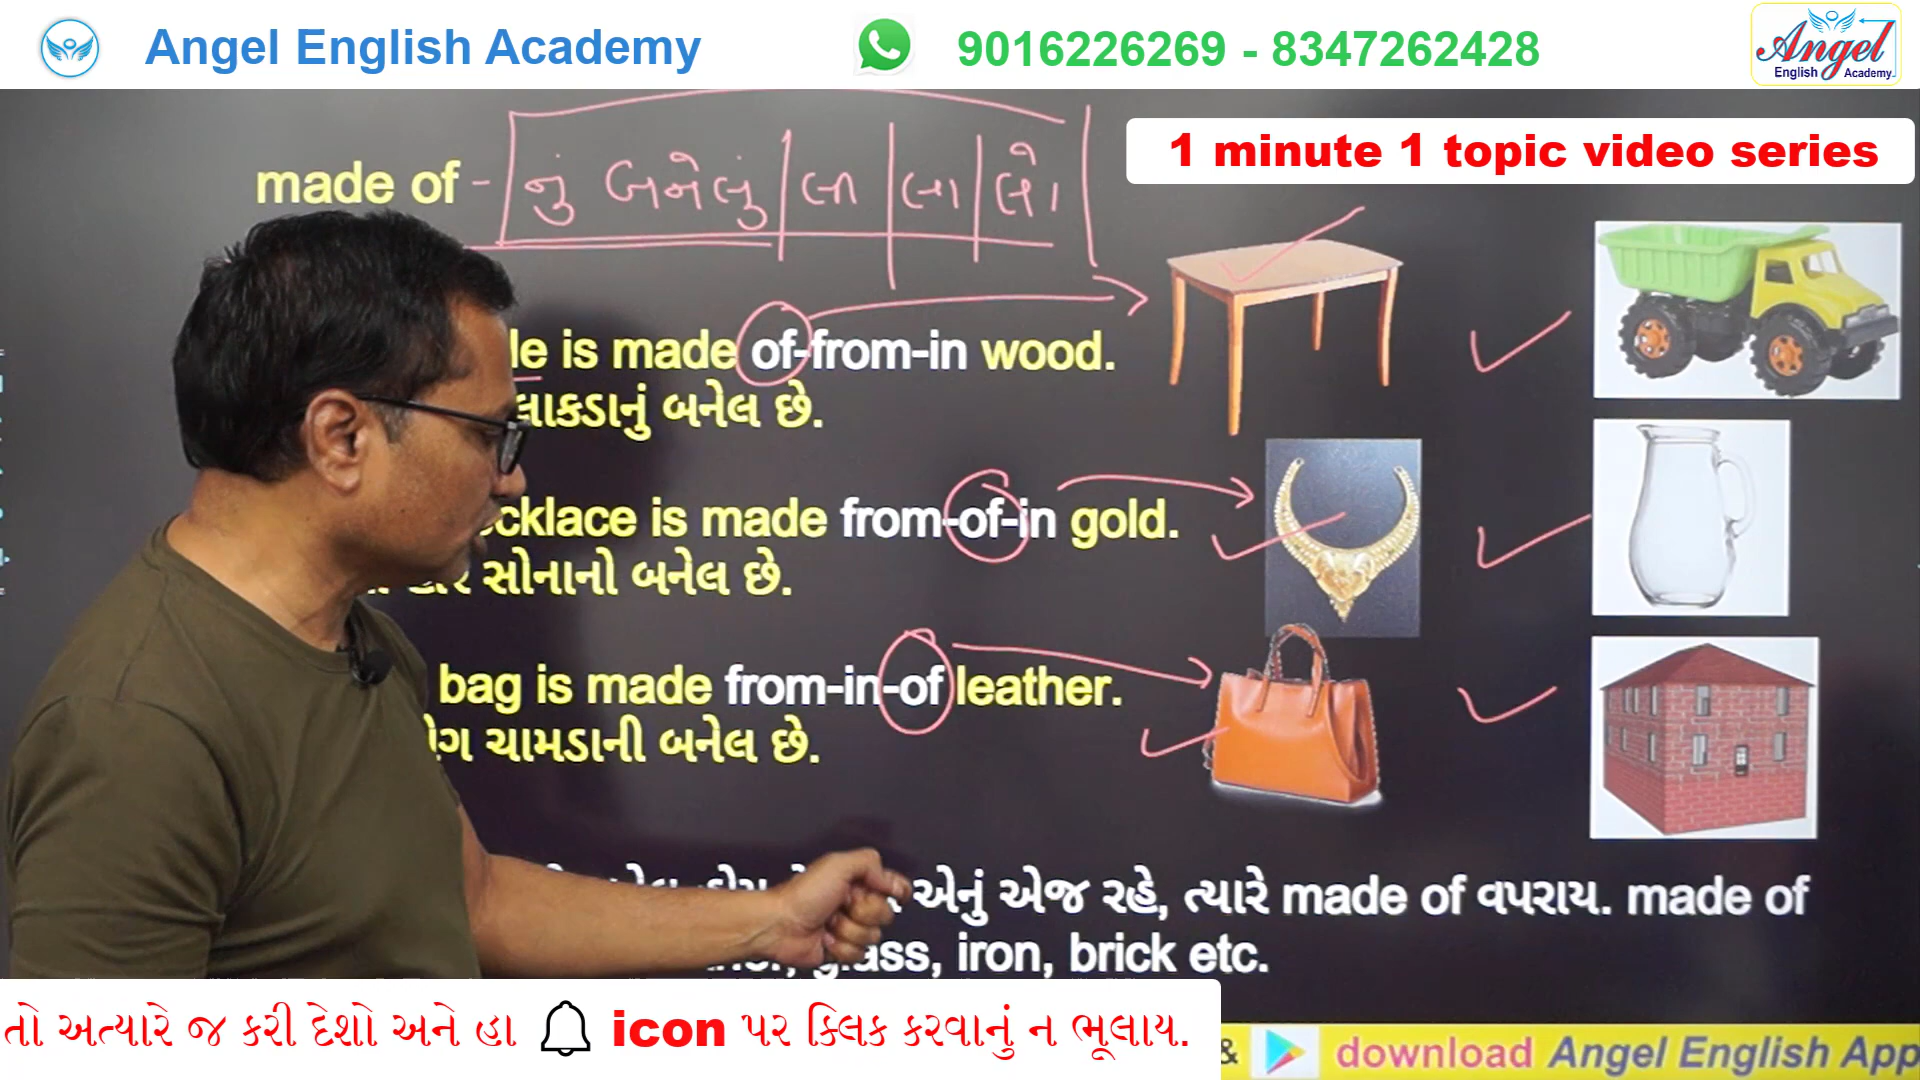 Angel English Academy
9016226269 - 8347262428
Angel
English Academy
1 minute 1 topic video series
made of - નું બનેલું
le is made of-from-in wood.
લાકડાનું બનેલ છે.
cklace is made from-of-in gold.
સોનાનો બનેલ છે.
bag is made from-in-of leather.
ચામડાની બનેલ છે.
એનું એજ રહે, ત્યારે made of વપરાય. made of
iron, brick etc.
તો અત્યારે જ કરી દેશો અને હા icon પર ક્લિક કરવાનું ન ભૂલાય.
& download Angel English App